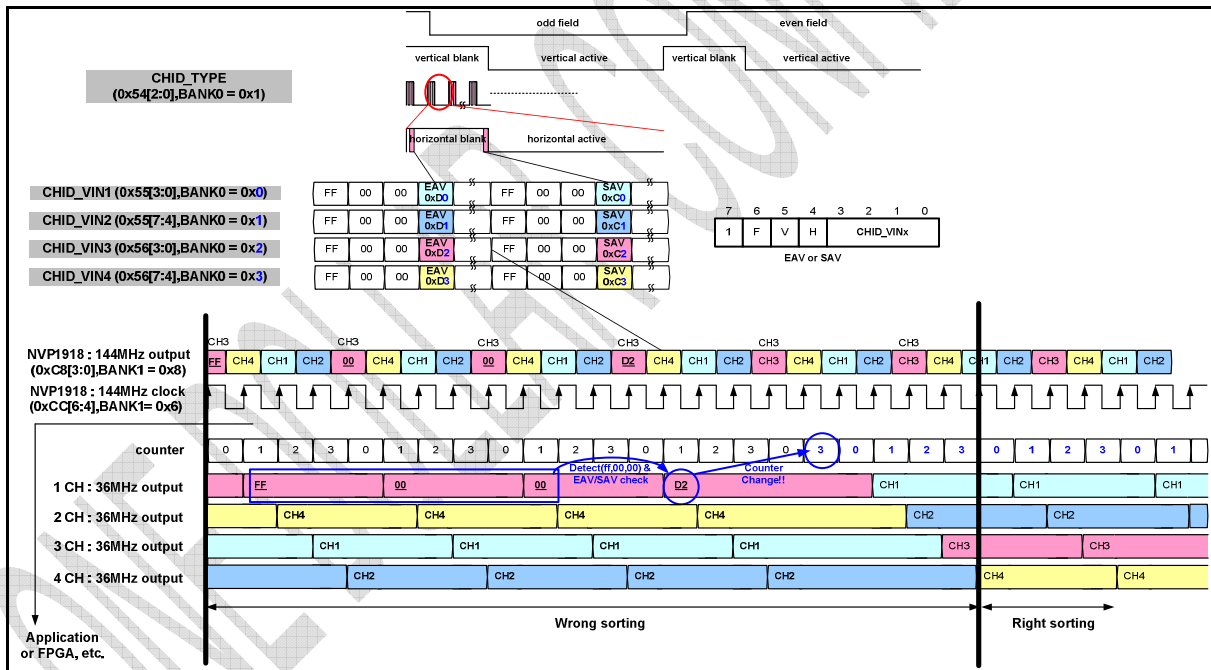 odd field even field
vertical blank vertical active vertical blank vertical active
CHID_TYPE
(0x54[2:0],BANK0 = 0x1)
horizontal blank horizontal active
CHID_VIN1 (0x55[3:0],BANK0 = 0x0)
FF 00 00 EAV 0xD0 FF 00 00 SAV 0xC0
CHID_VIN2 (0x55[7:4],BANK0 = 0x1)
FF 00 00 EAV 0xD1 FF 00 00 SAV 0xC1
CHID_VIN3 (0x56[3:0],BANK0 = 0x2)
FF 00 00 EAV 0xD2 FF 00 00 SAV 0xC2
CHID_VIN4 (0x56[7:4],BANK0 = 0x3)
FF 00 00 EAV 0xD3 FF 00 00 SAV 0xC3
7 6 5 4 3 2 1 0
1 F V H CHID_VINx
EAV or SAV
CH3 CH3 CH3 CH3 CH3 CH3
NVP1918 : 144MHz output
(0xC8[3:0],BANK1 = 0x8)
FF CH4 CH1 CH2 00 CH4 CH1 CH2 00 CH4 CH1 CH2 D2 CH4 CH1 CH2 CH3 CH4 CH1 CH2 CH3 CH4 CH1 CH2 CH3 CH4 CH1 CH2
NVP1918 : 144MHz clock
(0xCC[6:4],BANK1= 0x6)
counter 0 1 2 3 0 1 2 3 0 1 2 3 0 1 2 3 0 3 0 1 2 3 0 1 2 3 0 1
Detect(ff,00,00) &
EAV/SAV check
Counter
Change!!
1 CH : 36MHz output FF 00 00 D2 CH1 CH1 CH1
2 CH : 36MHz output CH4 CH4 CH4 CH4 CH2 CH2
3 CH : 36MHz output CH1 CH1 CH1 CH1 CH3 CH3
4 CH : 36MHz output CH2 CH2 CH2 CH2 CH4 CH4
Wrong sorting Right sorting
Application
or FPGA, etc.